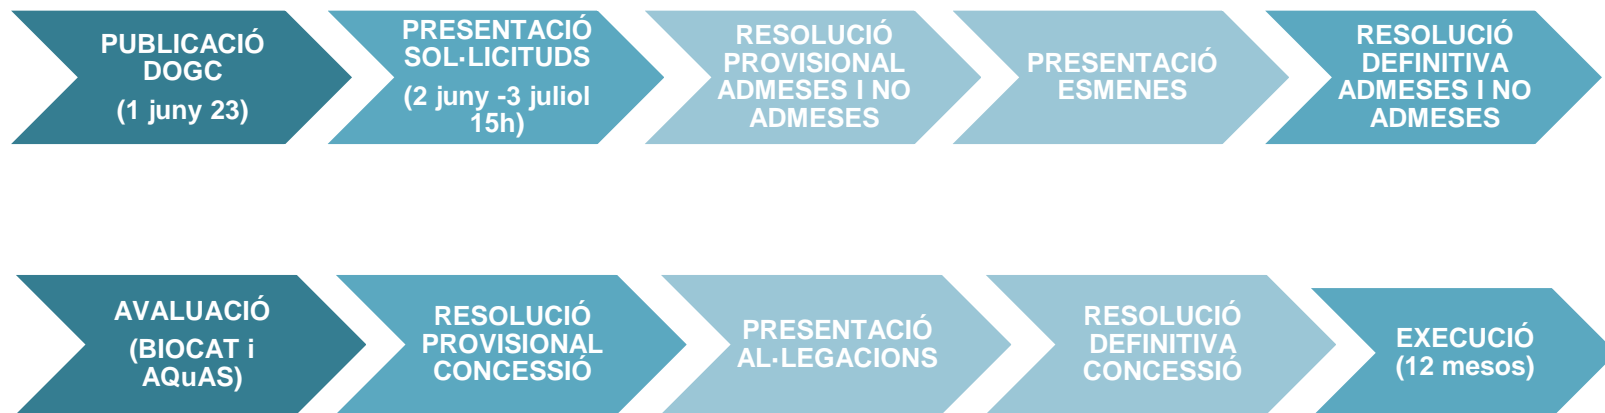 PUBLICACIÓ
DOGC
(1 juny 23)
PRESENTACIÓ
SOL·LICITUDS
(2 juny -3 juliol
15h)
RESOLUCIÓ
PROVISIONAL
ADMESES I NO
ADMESES
PRESENTACIÓ
ESMENES
RESOLUCIÓ
DEFINITIVA
ADMESES I NO
ADMESES
AVALUACIÓ
(BIOCAT i
AQuAS)
RESOLUCIÓ
PROVISIONAL
CONCESSIÓ
PRESENTACIÓ
AL·LEGACIONS
RESOLUCIÓ
DEFINITIVA
CONCESSIÓ
EXECUCIÓ
(12 mesos)